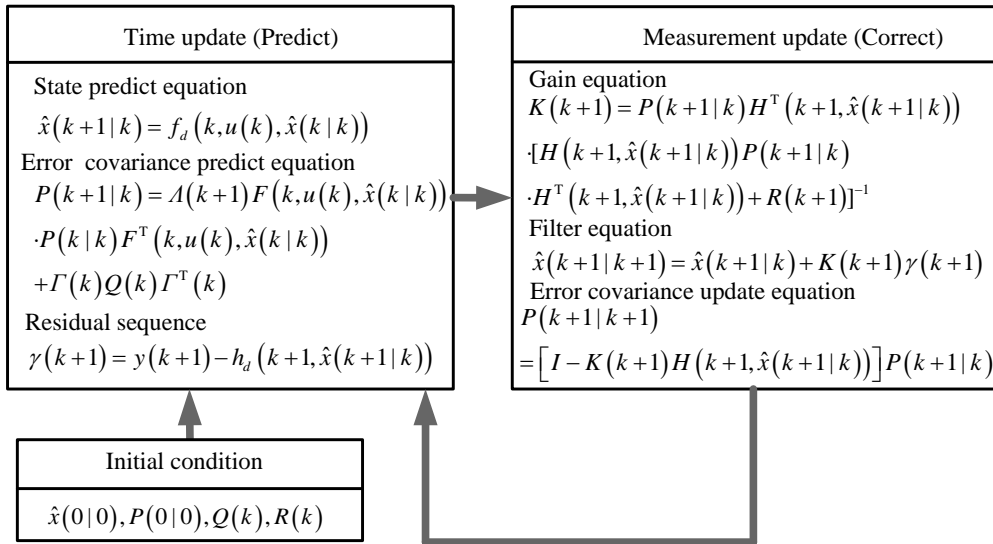 Time update (Predict)
State predict equation
x̂(k+1|k) = f_d(k,u(k),x̂(k|k))
Error covariance predict equation
P(k+1|k) = Λ(k+1)F(k,u(k),x̂(k|k))
·P(k|k)F^T(k,u(k),x̂(k|k))
+Γ(k)Q(k)Γ^T(k)
Residual sequence
γ(k+1) = y(k+1)−h_d(k+1,x̂(k+1|k))
Measurement update (Correct)
Gain equation
K(k+1) = P(k+1|k)H^T(k+1,x̂(k+1|k))
·[H(k+1,x̂(k+1|k))P(k+1|k)
·H^T(k+1,x̂(k+1|k))+R(k+1)]^−1
Filter equation
x̂(k+1|k+1) = x̂(k+1|k)+K(k+1)γ(k+1)
Error covariance update equation
P(k+1|k+1)
=[I−K(k+1)H(k+1,x̂(k+1|k))]P(k+1|k)
Initial condition
x̂(0|0),P(0|0),Q(k),R(k)